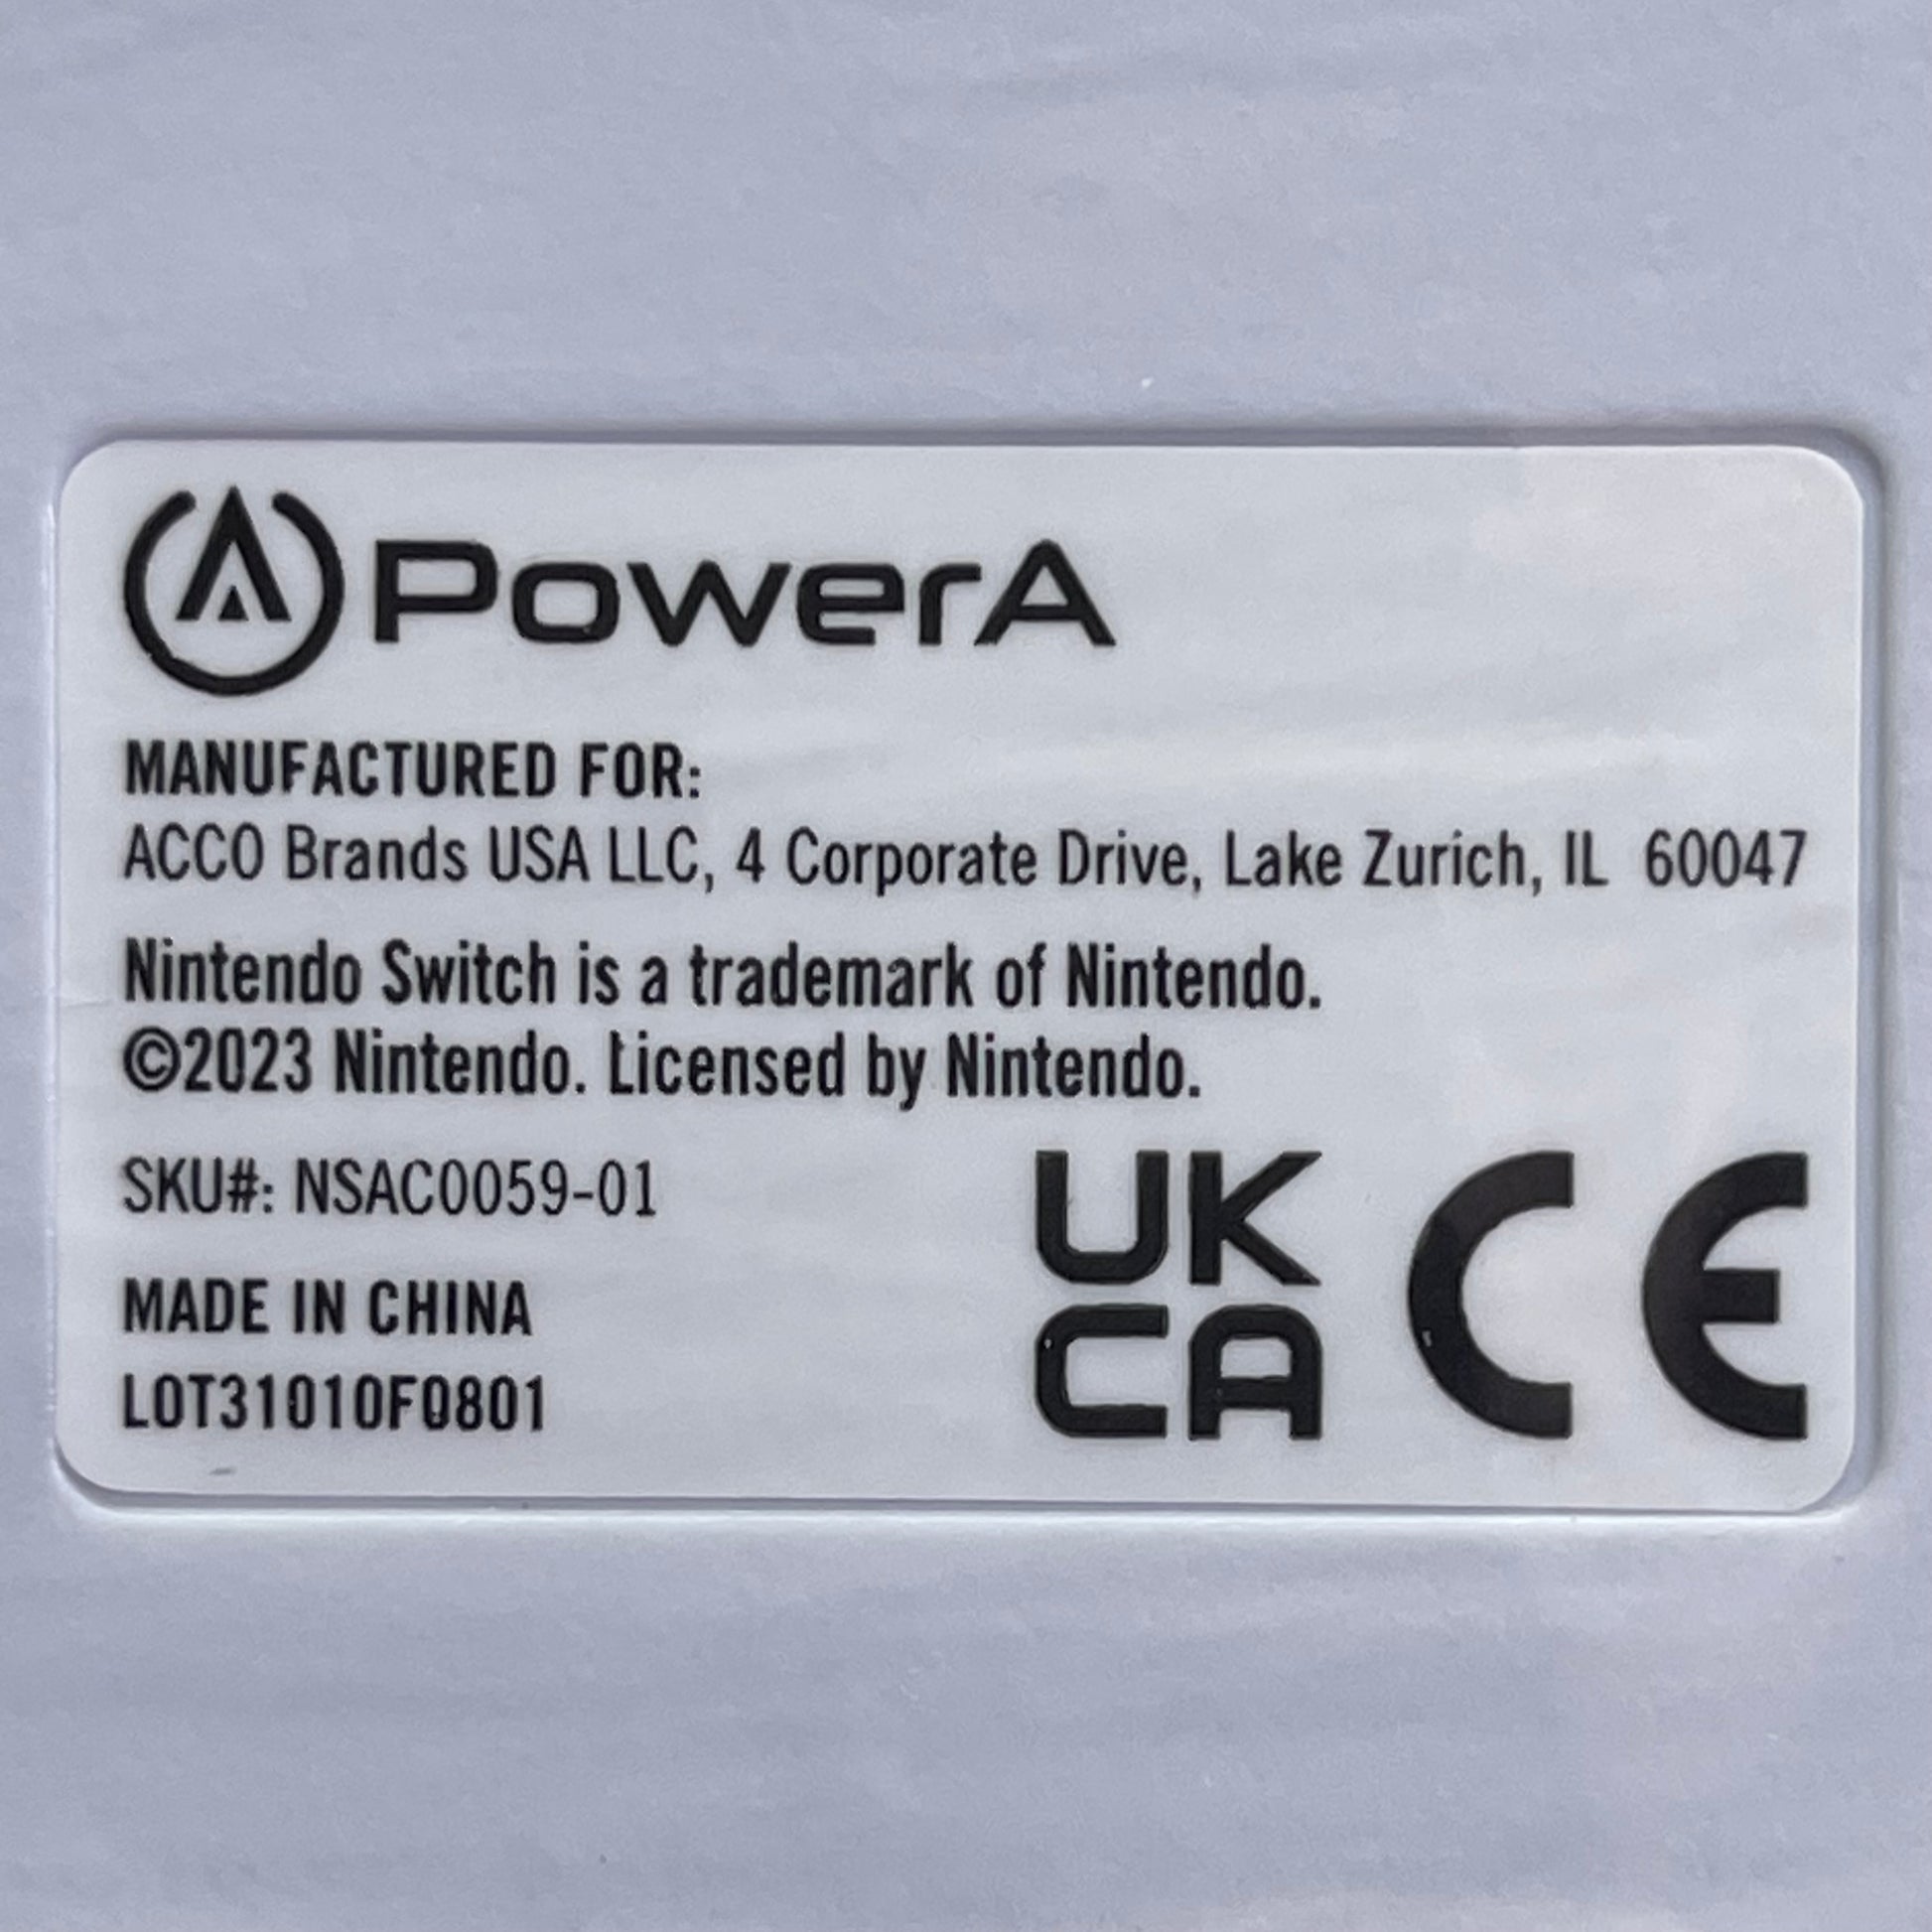 PowerA
MANUFACTURED FOR:
ACCO Brands USA LLC, 4 Corporate Drive, Lake Zurich, IL 60047
Nintendo Switch is a trademark of Nintendo.
©2023 Nintendo. Licensed by Nintendo.
SKU#: NSAC0059-01
MADE IN CHINA
LOT31010F0801
UK
CA
CE